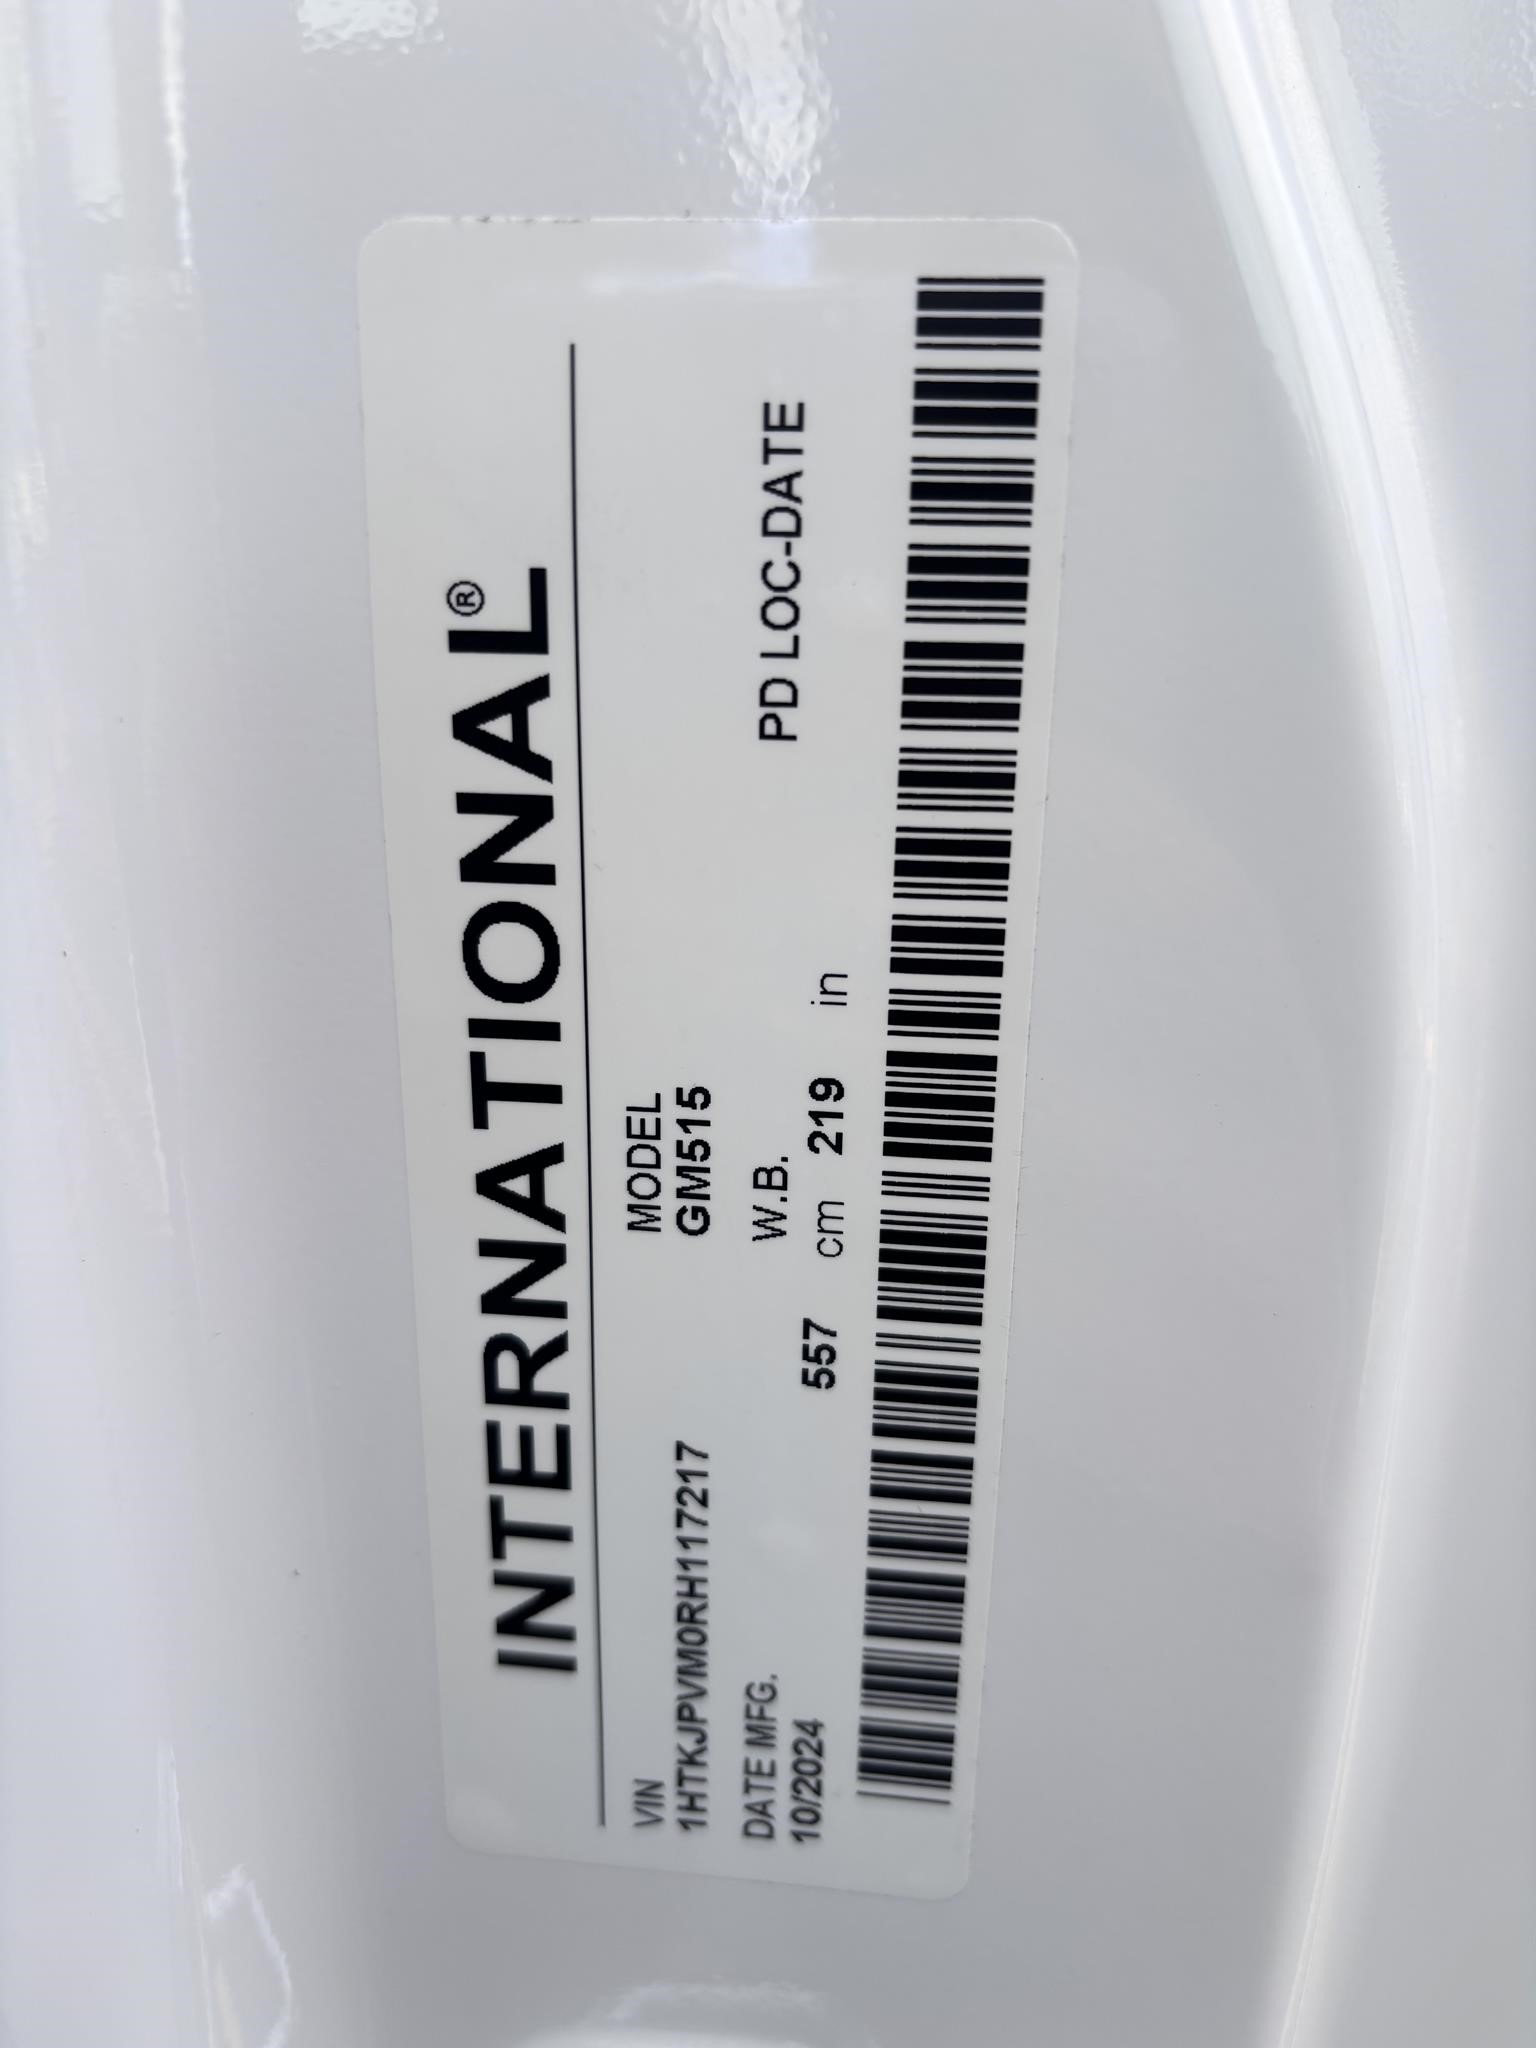 INTERNATIONAL®
VIN MODEL
1HTKJPVM0RH117217 GM515
DATE MFG. W.B. PD LOC-DATE
10/2024 557 cm 219 in